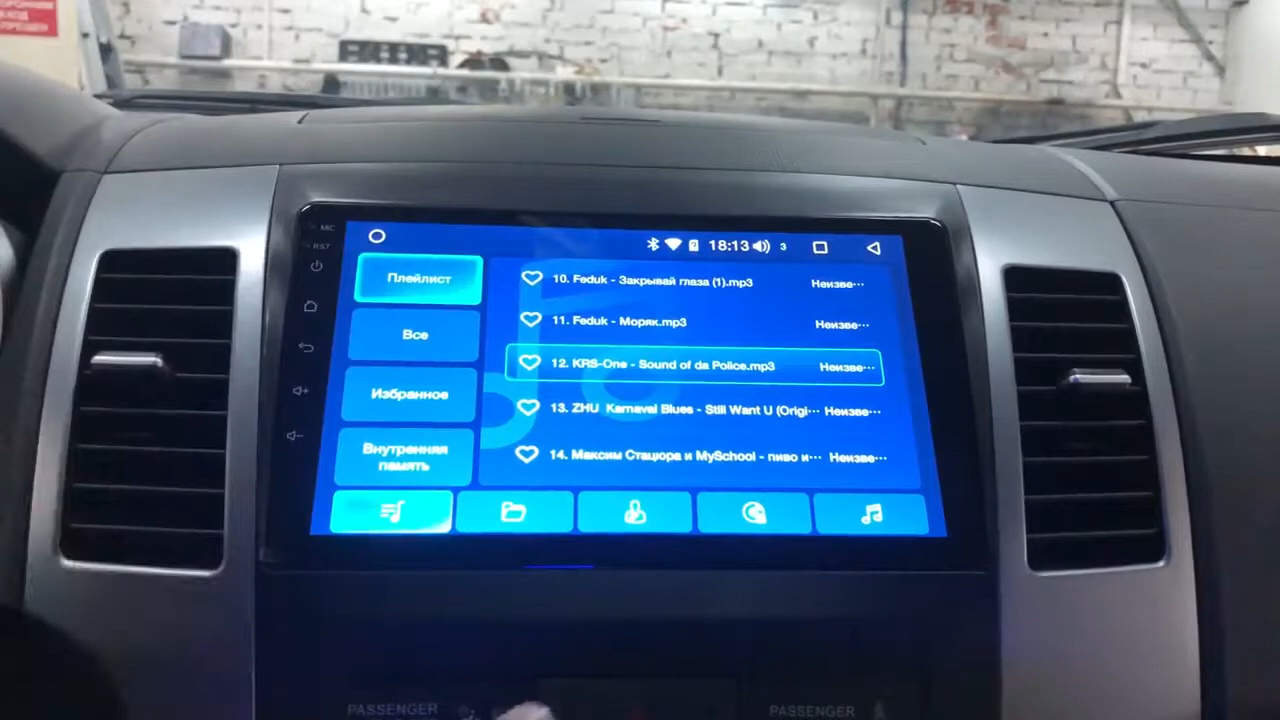 MIC
RST
18:13
3
Плейлист
Все
Избранное
Внутренняя
память
10. Feduk - Закрывай глаза (1).mp3 Неизве···
11. Feduk - Моряк.mp3 Неизве···
12. KRS-One - Sound of da Police.mp3 Неизве···
13. ZHU Karnaval Blues - Still Want U (Origi··· Неизве···
14. Максим Стацюра и MySchool - пиво и··· Неизве···
PASSENGER
PASSENGER